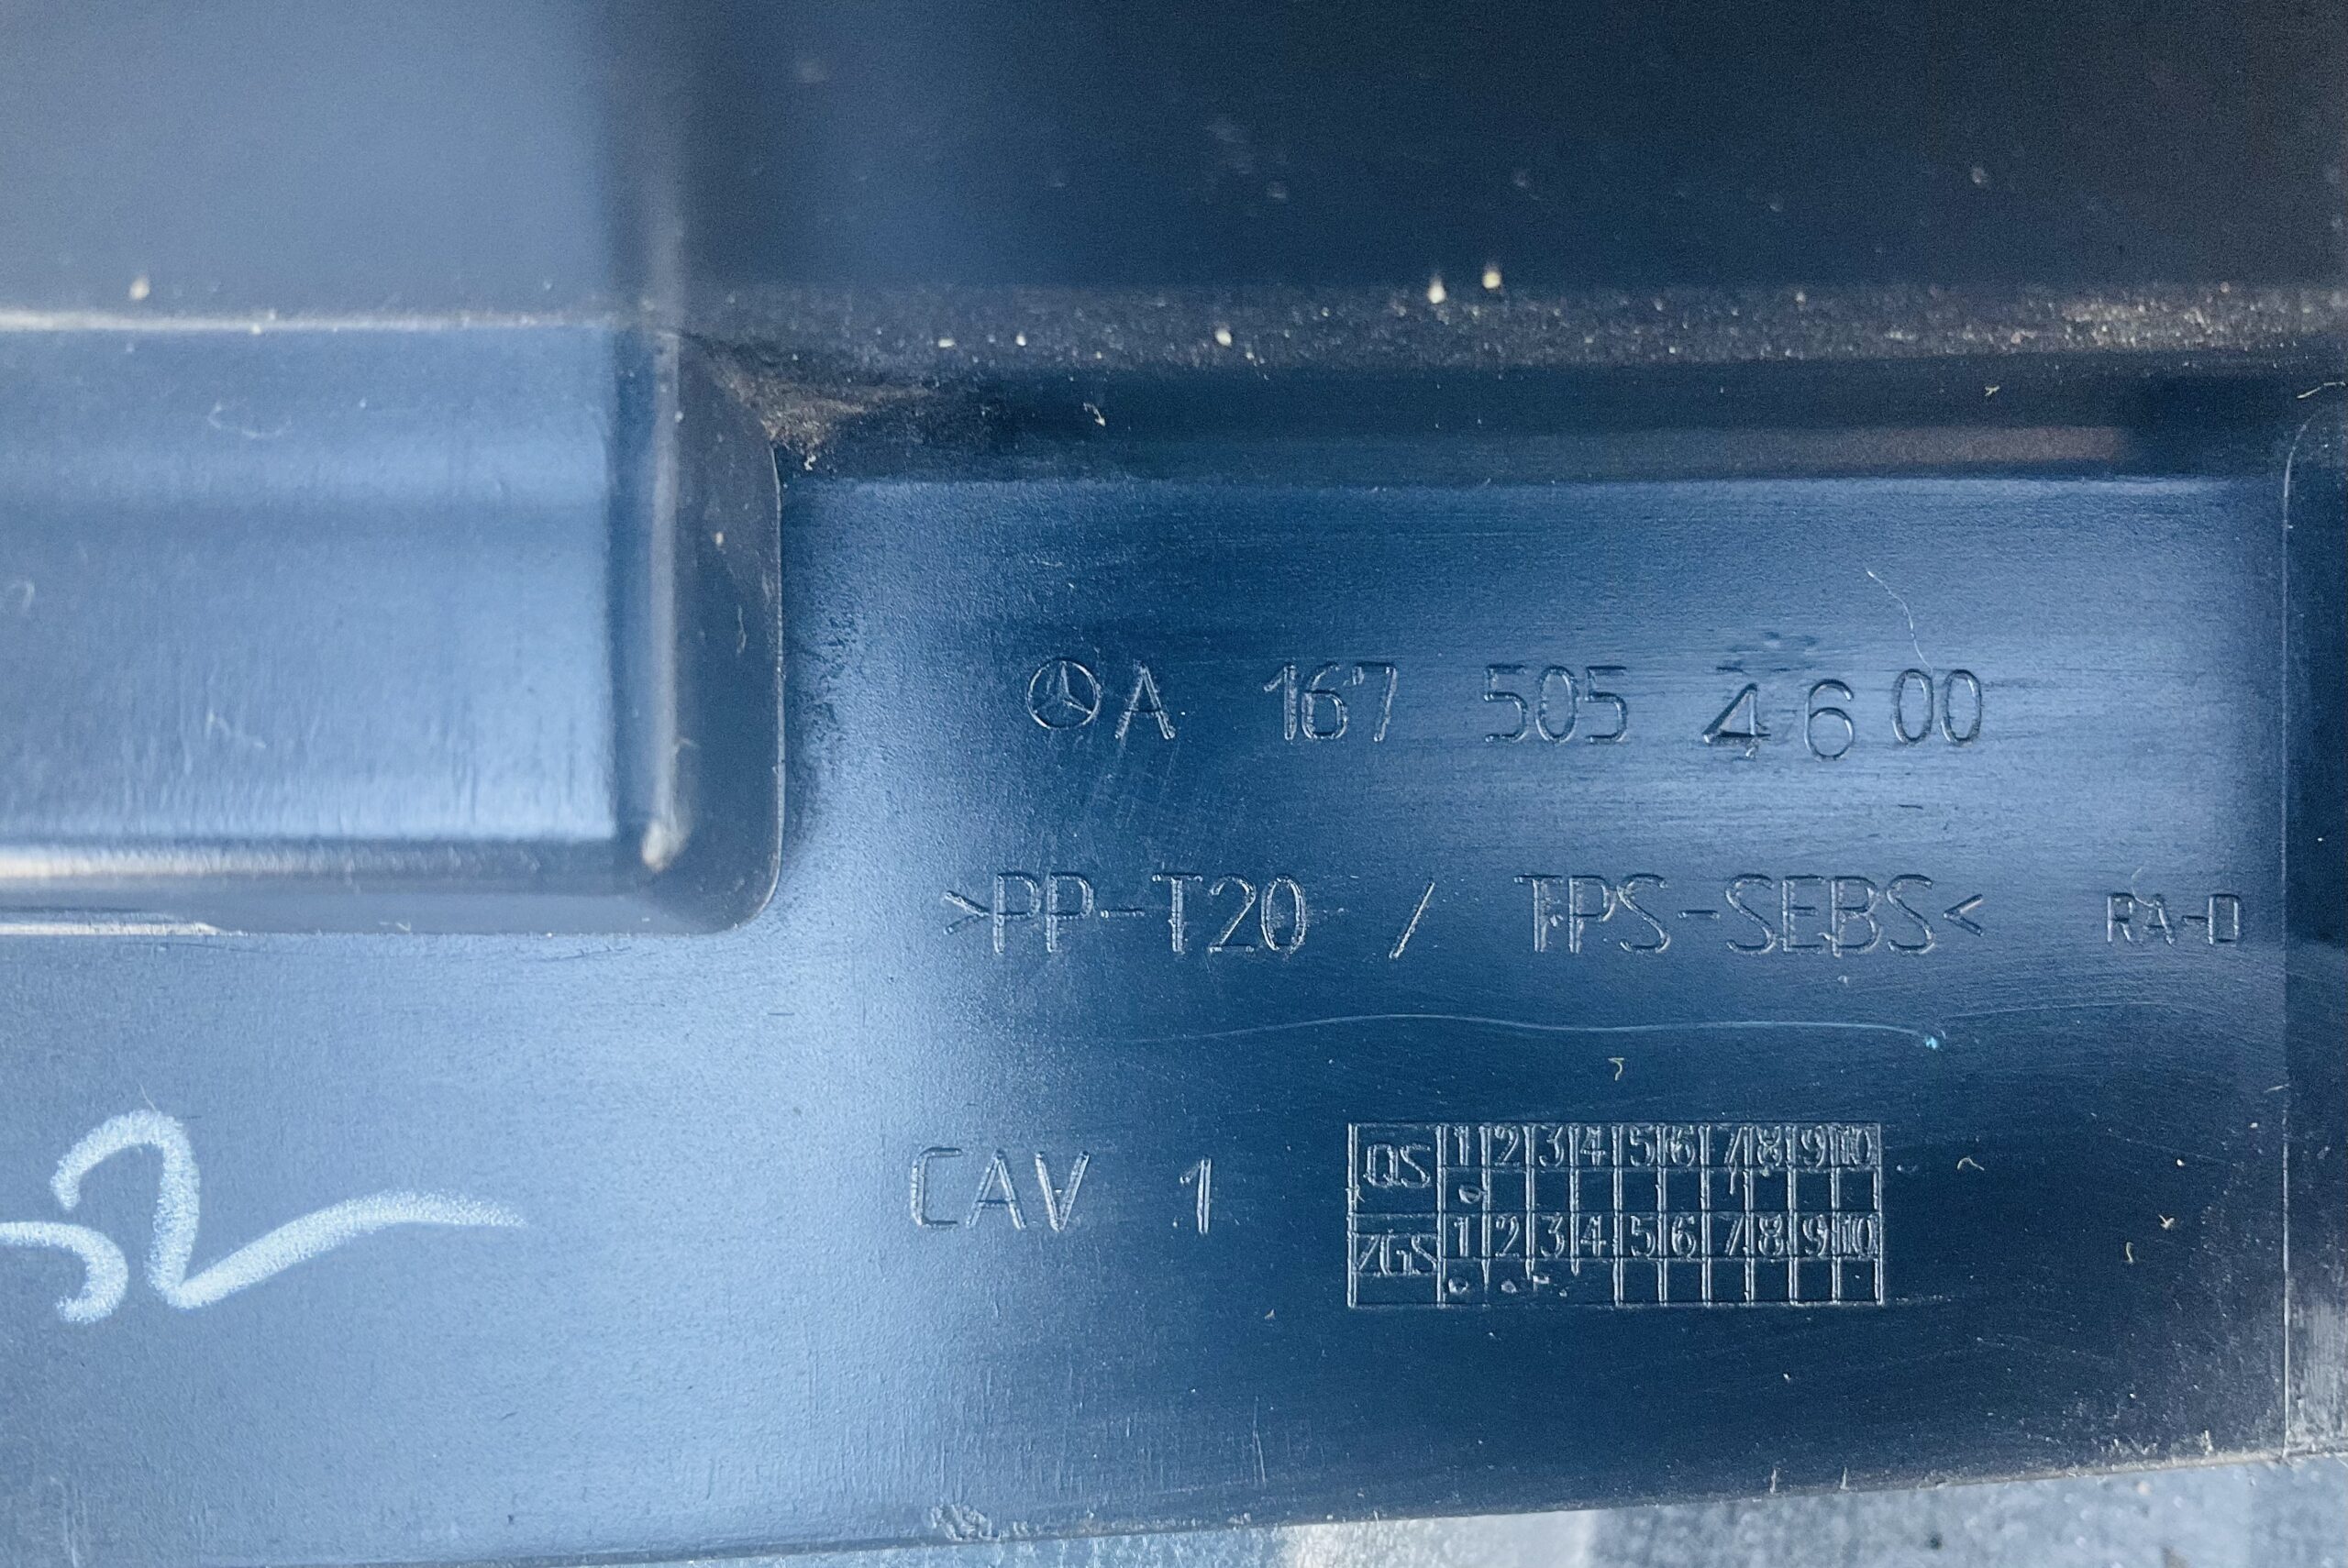 A 167 505 46 00
>PP-T20 / TPS-SEBS< RA-D
CAV 1
QS 1 2 3 4 5 6 7 8 9 10
ZGS 1 2 3 4 5 6 7 8 9 10
52